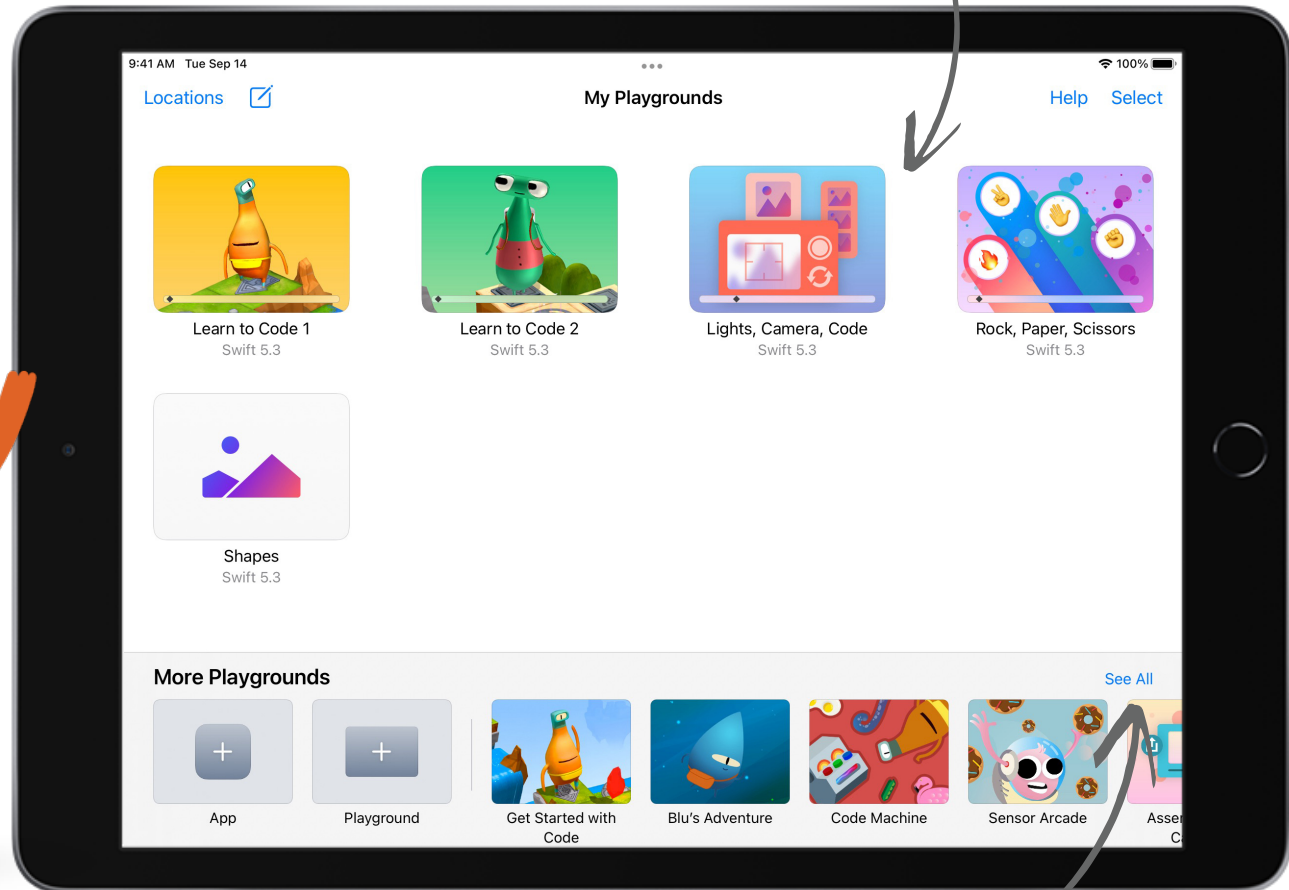 9:41 AM Tue Sep 14
100%
Locations
My Playgrounds
Help
Select
Learn to Code 1
Swift 5.3
Learn to Code 2
Swift 5.3
Lights, Camera, Code
Swift 5.3
Rock, Paper, Scissors
Swift 5.3
Shapes
Swift 5.3
More Playgrounds
See All
App
Playground
Get Started with
Code
Blu's Adventure
Code Machine
Sensor Arcade